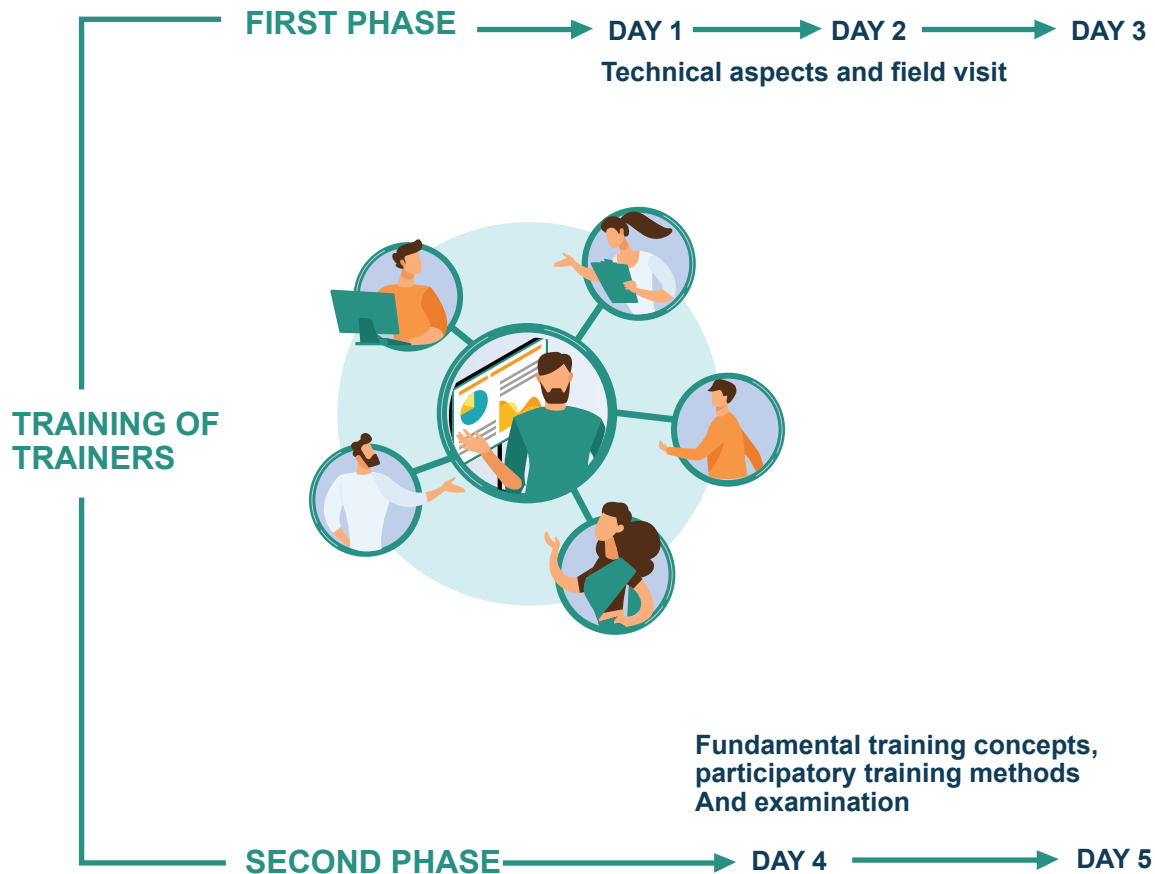 FIRST PHASE
DAY 1
DAY 2
DAY 3
Technical aspects and field visit
TRAINING OF
TRAINERS
Fundamental training concepts,
participatory training methods
And examination
SECOND PHASE
DAY 4
DAY 5